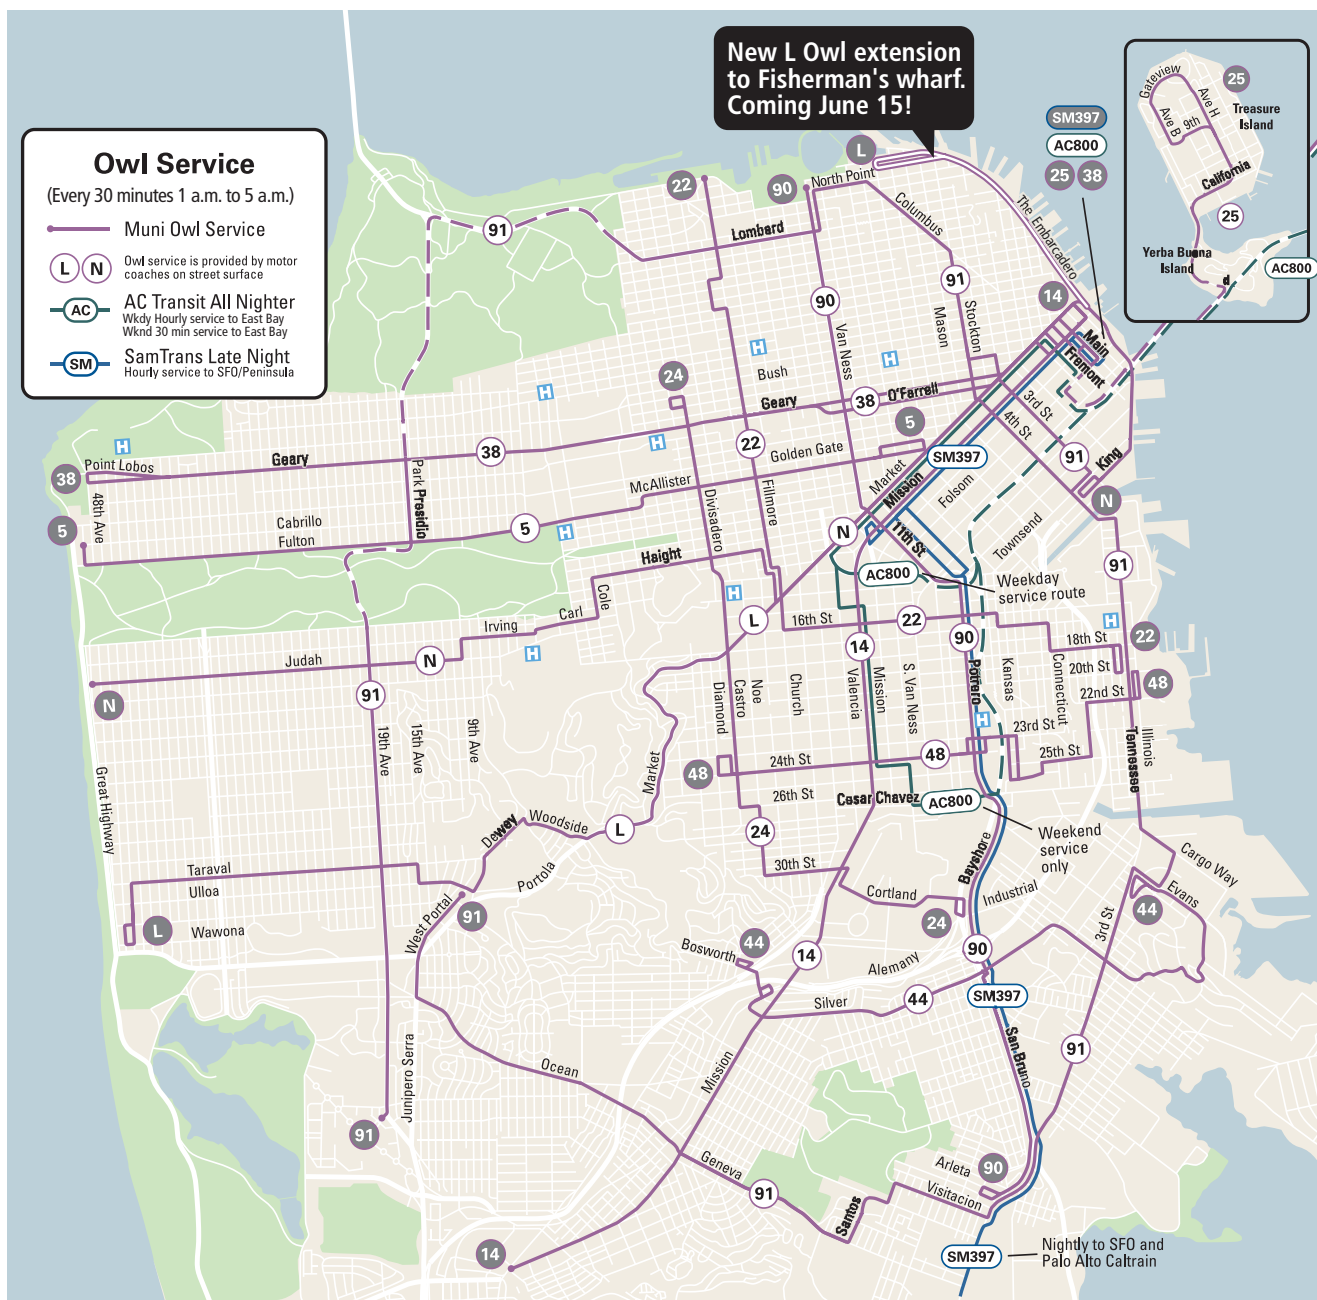 New L Owl extension
to Fisherman's wharf.
Coming June 15!
Owl Service
(Every 30 minutes 1 a.m. to 5 a.m.)
Muni Owl Service
L N
Owl service is provided by motor
coaches on street surface
AC
AC Transit All Nighter
Wkdy Hourly service to East Bay
Wknd 30 min service to East Bay
SM
SamTrans Late Night
Hourly service to SFO/Peninsula
SM397
AC800
25 38
Gateview
25
Ave H
Treasure
Island
Ave B
9th
California
25
Yerba Buena
Island
d
AC800
L
22
90
North Point
Columbus
The Embarcadero
91
Lombard
91
90
14
Stockton
Mason
Van Ness
Main
Fremont
Bush
24
O'Farrell
Geary
38
3rd St
4th St
5
22
Golden Gate
SM397
91
King
38
Geary
38
Point Lobos
48th Ave
Park Presidio
McAllister
Divisadero
Fillmore
Market
Mission
Folsom
N
5
Cabrillo
Fulton
5
N
11th St
Townsend
Haight
AC800
Weekday
service route
91
Cole
Carl
Irving
L
16th St
22
90
18th St
22
Judah
N
14
20th St
48
91
N
22nd St
Diamond
Castro
Noe
Church
Valencia
Mission
S. Van Ness
Potrero
Kansas
Connecticut
19th Ave
15th Ave
9th Ave
23rd St
25th St
Tennessee
Illinois
Great Highway
Market
48
24th St
48
26th St
Cesar Chavez
AC800
Weekend
service
only
Dewey
Woodside
L
24
Portola
30th St
Bayshore
Cargo Way
Taraval
Ulloa
Cortland
Industrial
Evans
L
Wawona
West Portal
91
24
3rd St
44
Bosworth
44
14
Alemany
90
Silver
44
SM397
Junipero Serra
Ocean
Mission
San Bruno
91
91
Geneva
91
Arleta
90
Visitacion
Santos
14
SM397
Nightly to SFO and
Palo Alto Caltrain